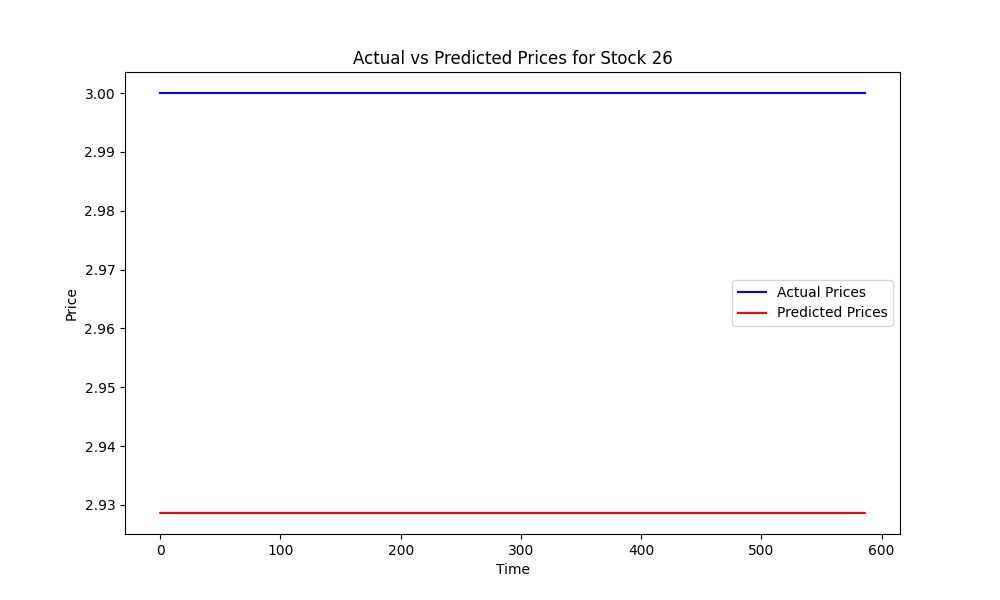 Actual vs Predicted Prices for Stock 26
Price
3.00
2.99
2.98
2.97
2.96
2.95
2.94
2.93
Actual Prices
Predicted Prices
0 100 200 300 400 500 600
Time